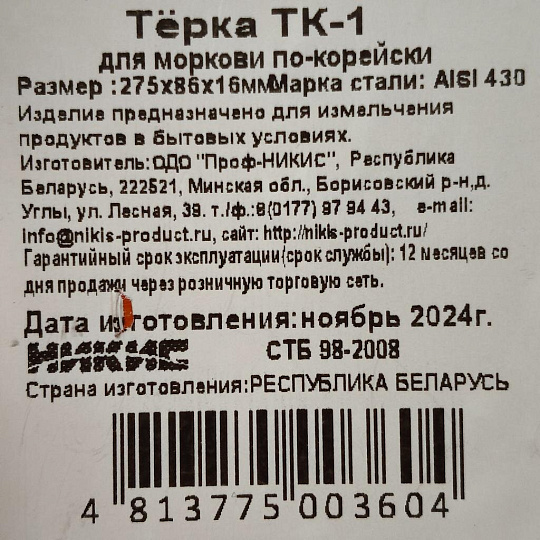 Тёрка ТК-1
для моркови по-корейски
Размер :275х86х16мм Марка стали: AISI 430
Изделие предназначено для измельчания
продуктов в бытовых условиях.
Изготовитель:ОДО "Проф-НИКИС", Республика
Беларусь, 222521, Минская обл., Борисовский р-н,д.
Углы, ул. Лесная, 39. т./ф.:8(0177) 97 94 43, e-mail:
info@nikis-product.ru, сайт: http://nikis-product.ru/
Гарантийный срок эксплуатации(срок службы): 12 месяцев со
дня продажи через розничную торговую сеть.
Дата изготовления:ноябрь 2024г.
СТБ 98-2008
Страна изготовления:РЕСПУБЛИКА БЕЛАРУСЬ
4 813775 003604